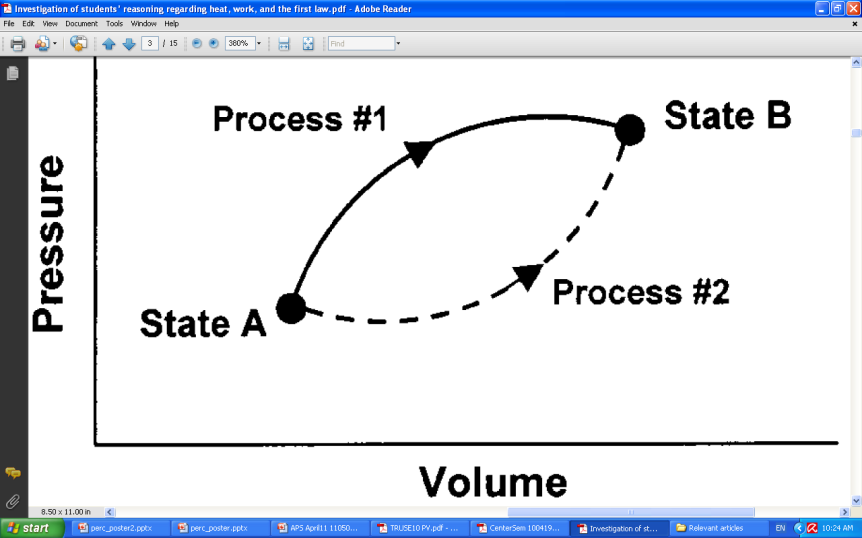 Investigation of students' reasoning regarding heat, work, and the first law.pdf - Adobe Reader
File Edit View Document Tools Window Help
3 / 15 380% Find
Process #1
State B
Pressure
Process #2
State A
Volume
8.50 x 11.00 in
start perc_poster2.pptx perc_poster.pptx APS April11 11050... TRUSE10 PV.pdf - ... CenterSem 100419... Investigation of st... Relevant articles EN 10:24 AM